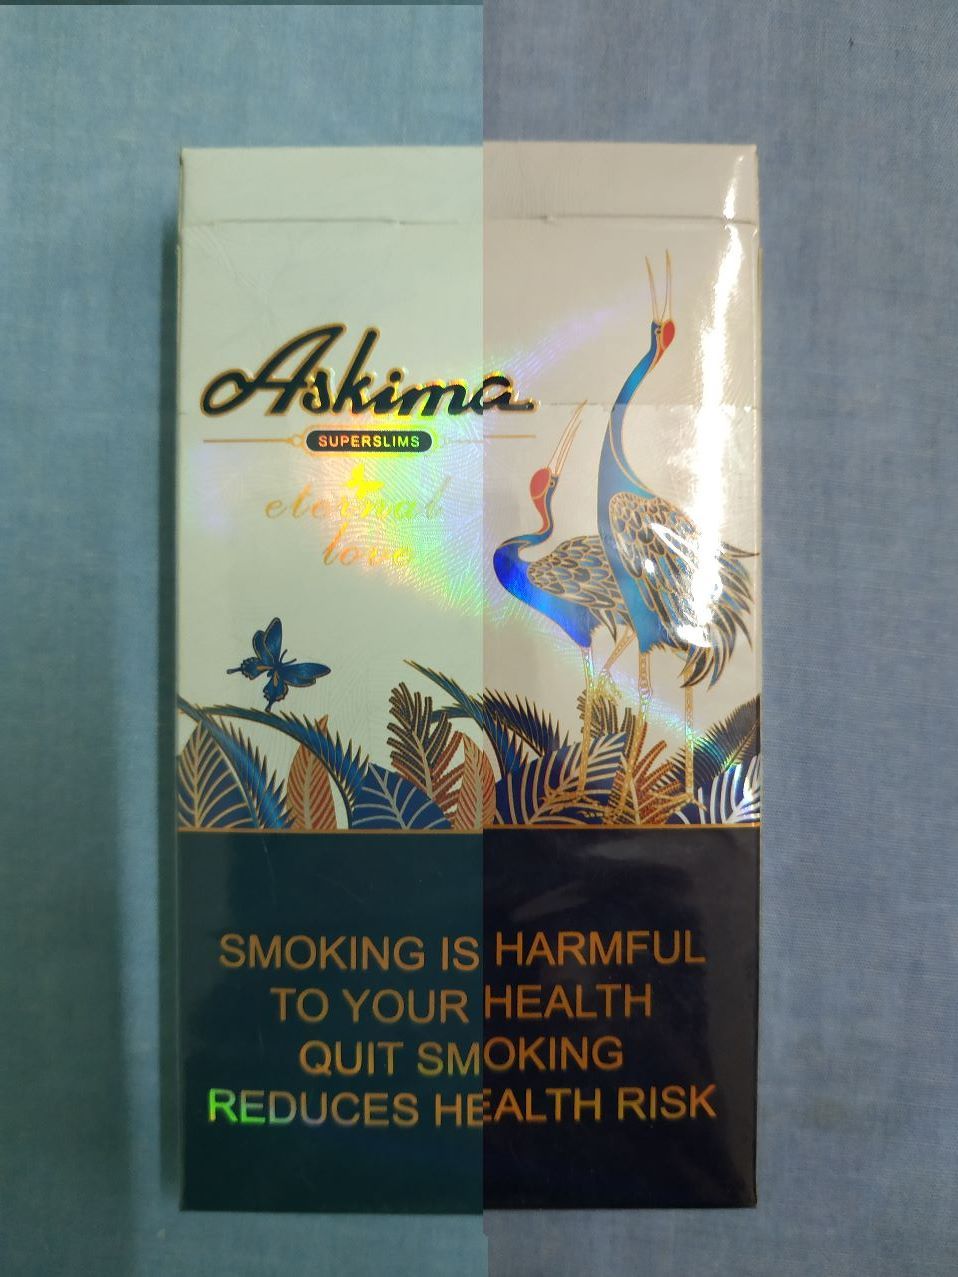 Askima
SUPERSLIMS
eternal
love
SMOKING IS HARMFUL
TO YOUR HEALTH
QUIT SMOKING
REDUCES HEALTH RISK